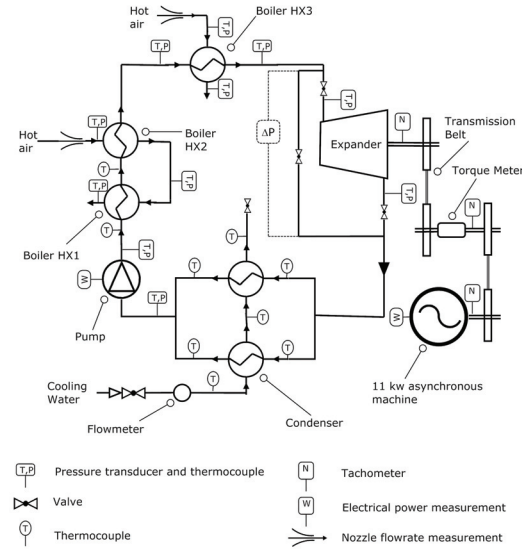 Hot
air
Boiler HX3
T,P
T,P
T,P
T,P
T,P
ΔP
Expander
N
Transmission
Belt
Hot
air
T,P
Boiler
HX2
T
T,P
T,P
T,P
Torque Meter
N
T
Boiler HX1
T
T,P
W
Pump
T,P
T
T
T
T
T
W
N
Cooling
Water
T
Flowmeter
Condenser
11 kw asynchronous
machine
T,P
Pressure transducer and thermocouple
N
Tachometer
Valve
W
Electrical power measurement
T
Thermocouple
Nozzle flowrate measurement